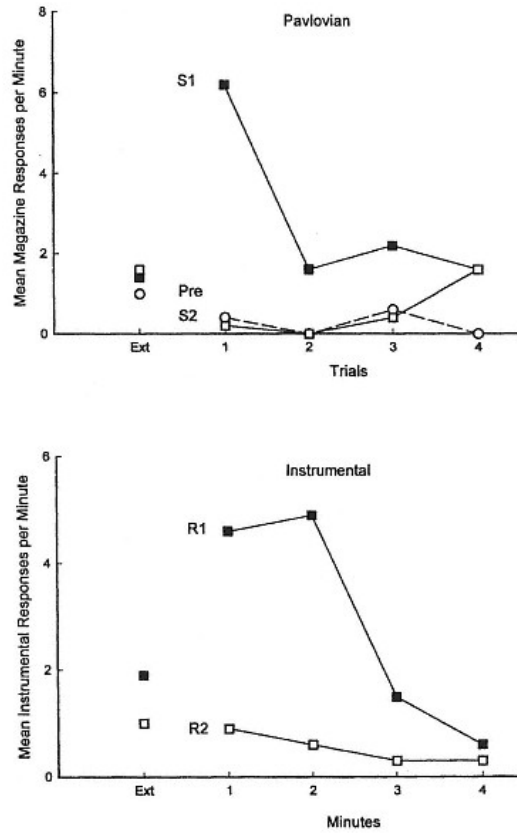 Pavlovian
Mean Magazine Responses per Minute
8
6
4
2
0
S1
Pre
S2
Ext
1
2
3
4
Trials
Instrumental
Mean Instrumental Responses per Minute
6
4
2
0
R1
R2
Ext
1
2
3
4
Minutes